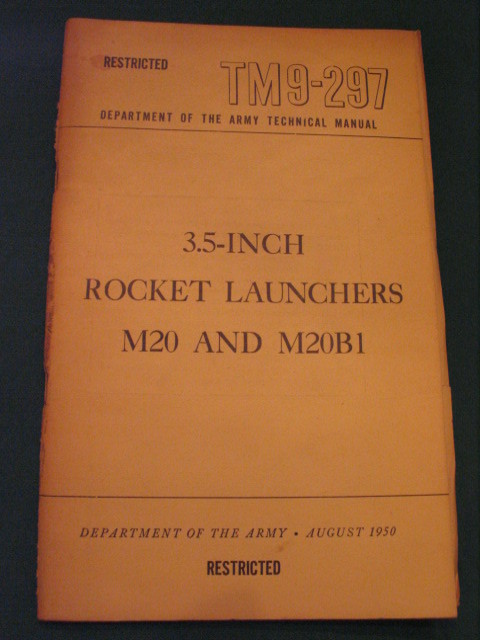 RESTRICTED
TM9-297
DEPARTMENT OF THE ARMY TECHNICAL MANUAL
3.5-INCH
ROCKET LAUNCHERS
M20 AND M20B1
DEPARTMENT OF THE ARMY • AUGUST 1950
RESTRICTED